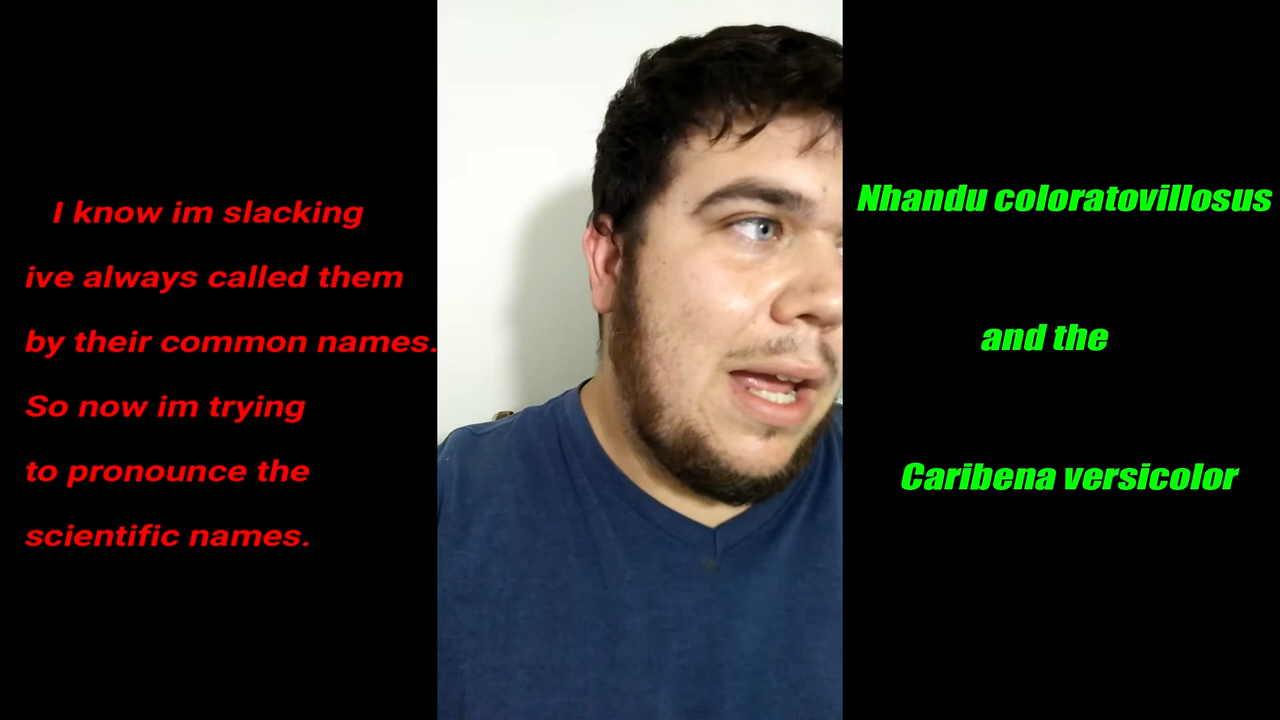 I know im slacking
ive always called them
by their common names.
So now im trying
to pronounce the
scientific names.
Nhandu coloratovillosus
and the
Caribena versicolor